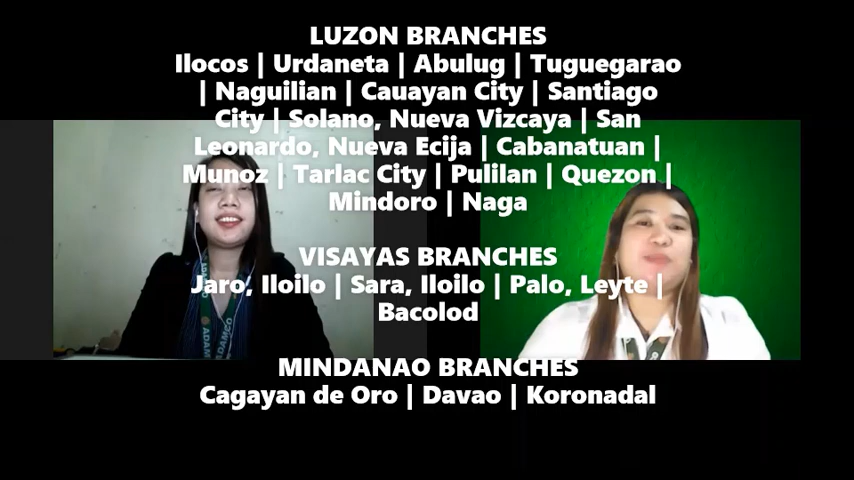 LUZON BRANCHES
Ilocos | Urdaneta | Abulug | Tuguegarao
| Naguilian | Cauayan City | Santiago
City | Solano, Nueva Vizcaya | San
Leonardo, Nueva Ecija | Cabanatuan |
Munoz | Tarlac City | Pulilan | Quezon |
Mindoro | Naga
VISAYAS BRANCHES
Jaro, Iloilo | Sara, Iloilo | Palo, Leyte |
Bacolod
MINDANAO BRANCHES
Cagayan de Oro | Davao | Koronadal
ADAMCO
ADAMCO